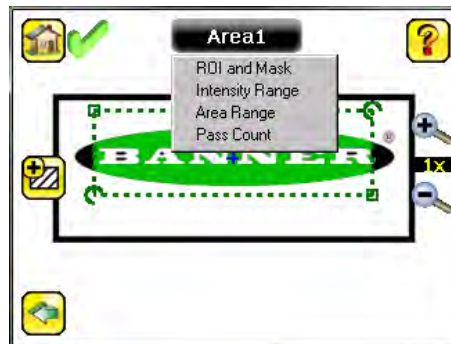 Area1
?
ROI and Mask
Intensity Range
Area Range
Pass Count
BANNER
®
1x